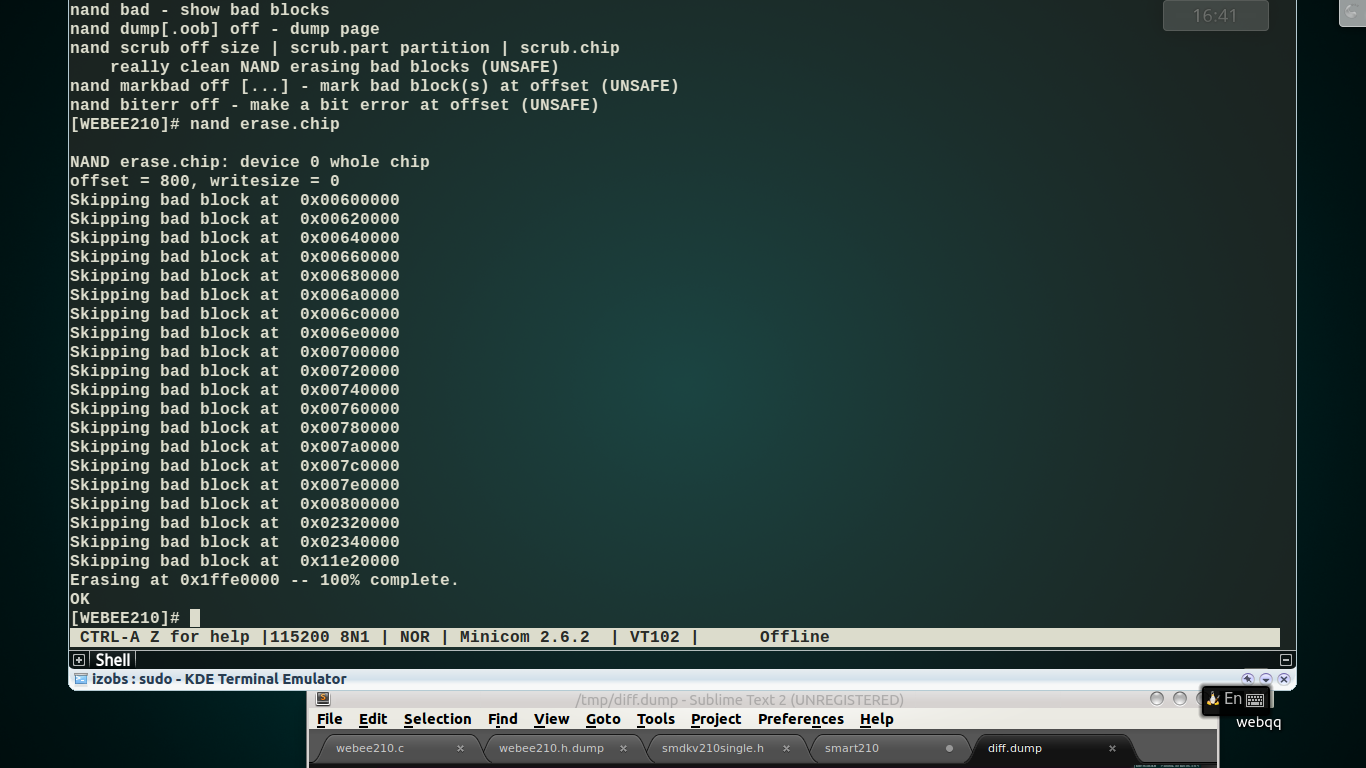 nand bad - show bad blocks
nand dump[.oob] off - dump page
nand scrub off size | scrub.part partition | scrub.chip
    really clean NAND erasing bad blocks (UNSAFE)
nand markbad off [...] - mark bad block(s) at offset (UNSAFE)
nand biterr off - make a bit error at offset (UNSAFE)
[WEBEE210]# nand erase.chip
NAND erase.chip: device 0 whole chip
offset = 800, writesize = 0
Skipping bad block at  0x00600000
Skipping bad block at  0x00620000
Skipping bad block at  0x00640000
Skipping bad block at  0x00660000
Skipping bad block at  0x00680000
Skipping bad block at  0x006a0000
Skipping bad block at  0x006c0000
Skipping bad block at  0x006e0000
Skipping bad block at  0x00700000
Skipping bad block at  0x00720000
Skipping bad block at  0x00740000
Skipping bad block at  0x00760000
Skipping bad block at  0x00780000
Skipping bad block at  0x007a0000
Skipping bad block at  0x007c0000
Skipping bad block at  0x007e0000
Skipping bad block at  0x00800000
Skipping bad block at  0x02320000
Skipping bad block at  0x02340000
Skipping bad block at  0x11e20000
Erasing at 0x1ffe0000 -- 100% complete.
OK
[WEBEE210]#
CTRL-A Z for help |115200 8N1 | NOR | Minicom 2.6.2  | VT102 |      Offline
Shell
izobs : sudo - KDE Terminal Emulator
16:41
/tmp/diff.dump - Sublime Text 2 (UNREGISTERED)
File Edit Selection Find View Goto Tools Project Preferences Help
webee210.c × webee210.h.dump × smdkv210single.h × smart210 diff.dump ×
En
webqq